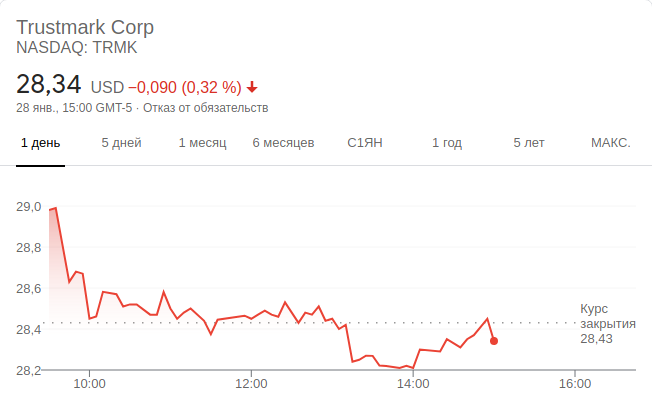 Trustmark Corp
NASDAQ: TRMK
28,34 USD −0,090 (0,32 %)
28 янв., 15:00 GMT-5 · Отказ от обязательств
1 день 5 дней 1 месяц 6 месяцев С1ЯН 1 год 5 лет МАКС.
29,0
28,8
28,6
28,4
28,2
Курс
закрытия
28,43
10:00 12:00 14:00 16:00